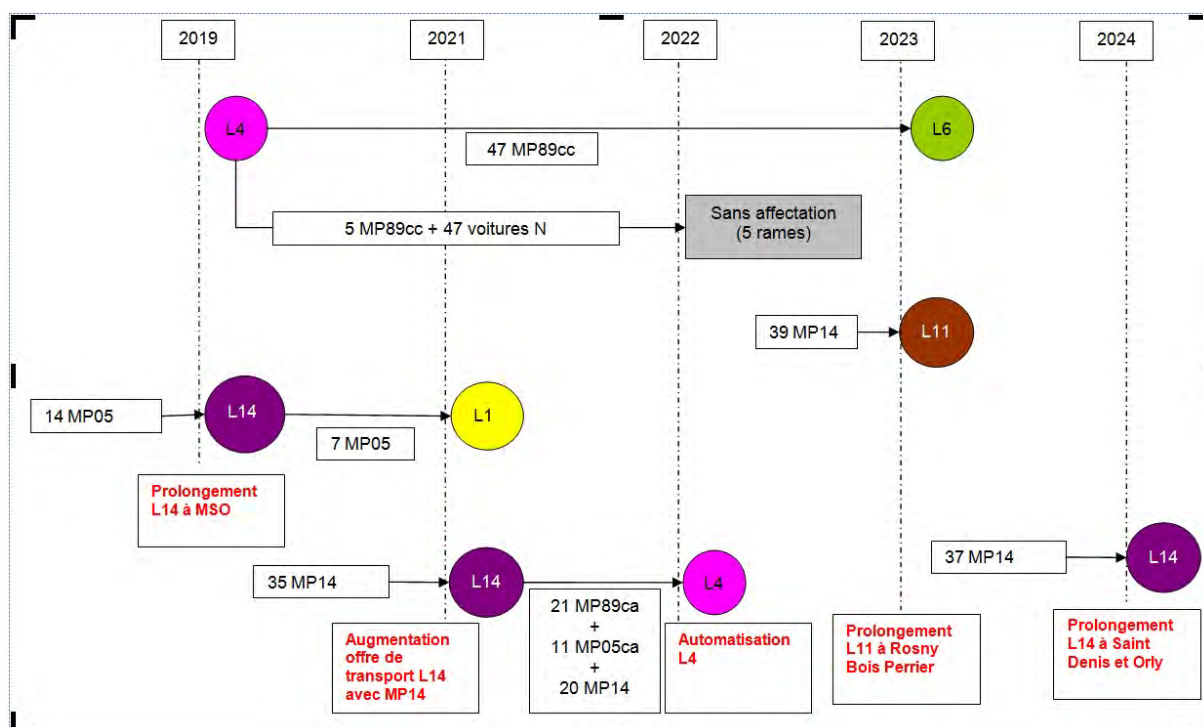 2019
2021
2022
2023
2024
L4
L6
47 MP89cc
5 MP89cc + 47 voitures N
Sans affectation
(5 rames)
39 MP14
L11
14 MP05
L14
L1
7 MP05
Prolongement
L14 à MSO
35 MP14
L14
L4
37 MP14
L14
21 MP89ca
+
11 MP05ca
+
20 MP14
Augmentation
offre de
transport L14
avec MP14
Automatisation
L4
Prolongement
L11 à Rosny
Bois Perrier
Prolongement
L14 à Saint
Denis et Orly